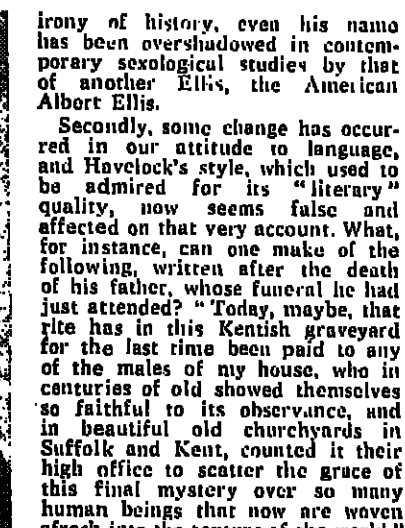 irony of history, even his name
has been overshadowed in contem-
porary sexological studies by that
of another Ellis, the American
Albert Ellis.
Secondly, some change has occur-
red in our attitude to language,
and Havelock's style, which used to
be admired for its "literary"
quality, now seems false and
affected on that very account. What,
for instance, can one make of the
following, written after the death
of his father, whose funeral he had
just attended? "Today, maybe, that
rite has in this Kentish graveyard
for the last time been paid to any
of the males of my house, who in
centuries of old showed themselves
so faithful to its observance, and
in beautiful old churchyards in
Suffolk and Kent, counted it their
high office to scatter the grace of
this final mystery over so many
human beings that now are woven
afresh into the